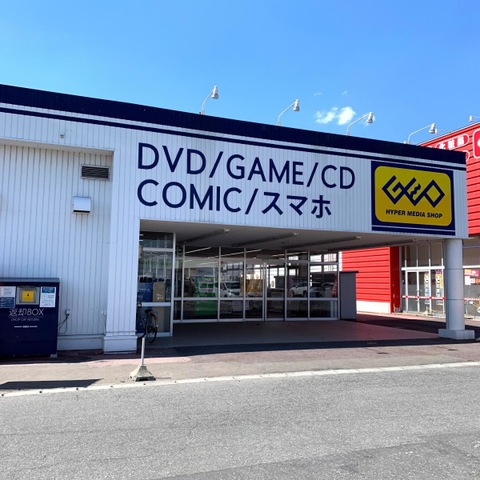 DVD/GAME/CD
COMIC/スマホ
GEO
HYPER MEDIA SHOP
返却BOX